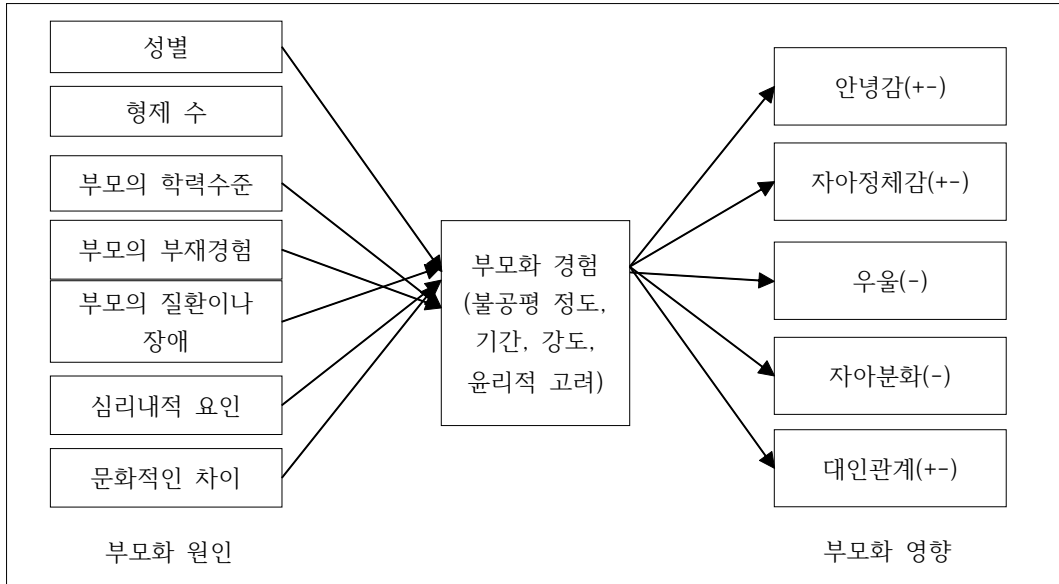 성별
형제 수
부모의 학력수준
부모의 부재경험
부모의 질환이나
장애
심리내적 요인
문화적인 차이
부모화 원인
부모화 경험
(불공평 정도,
기간, 강도,
윤리적 고려)
안녕감(+-)
자아정체감(+-)
우울(-)
자아분화(-)
대인관계(+-)
부모화 영향